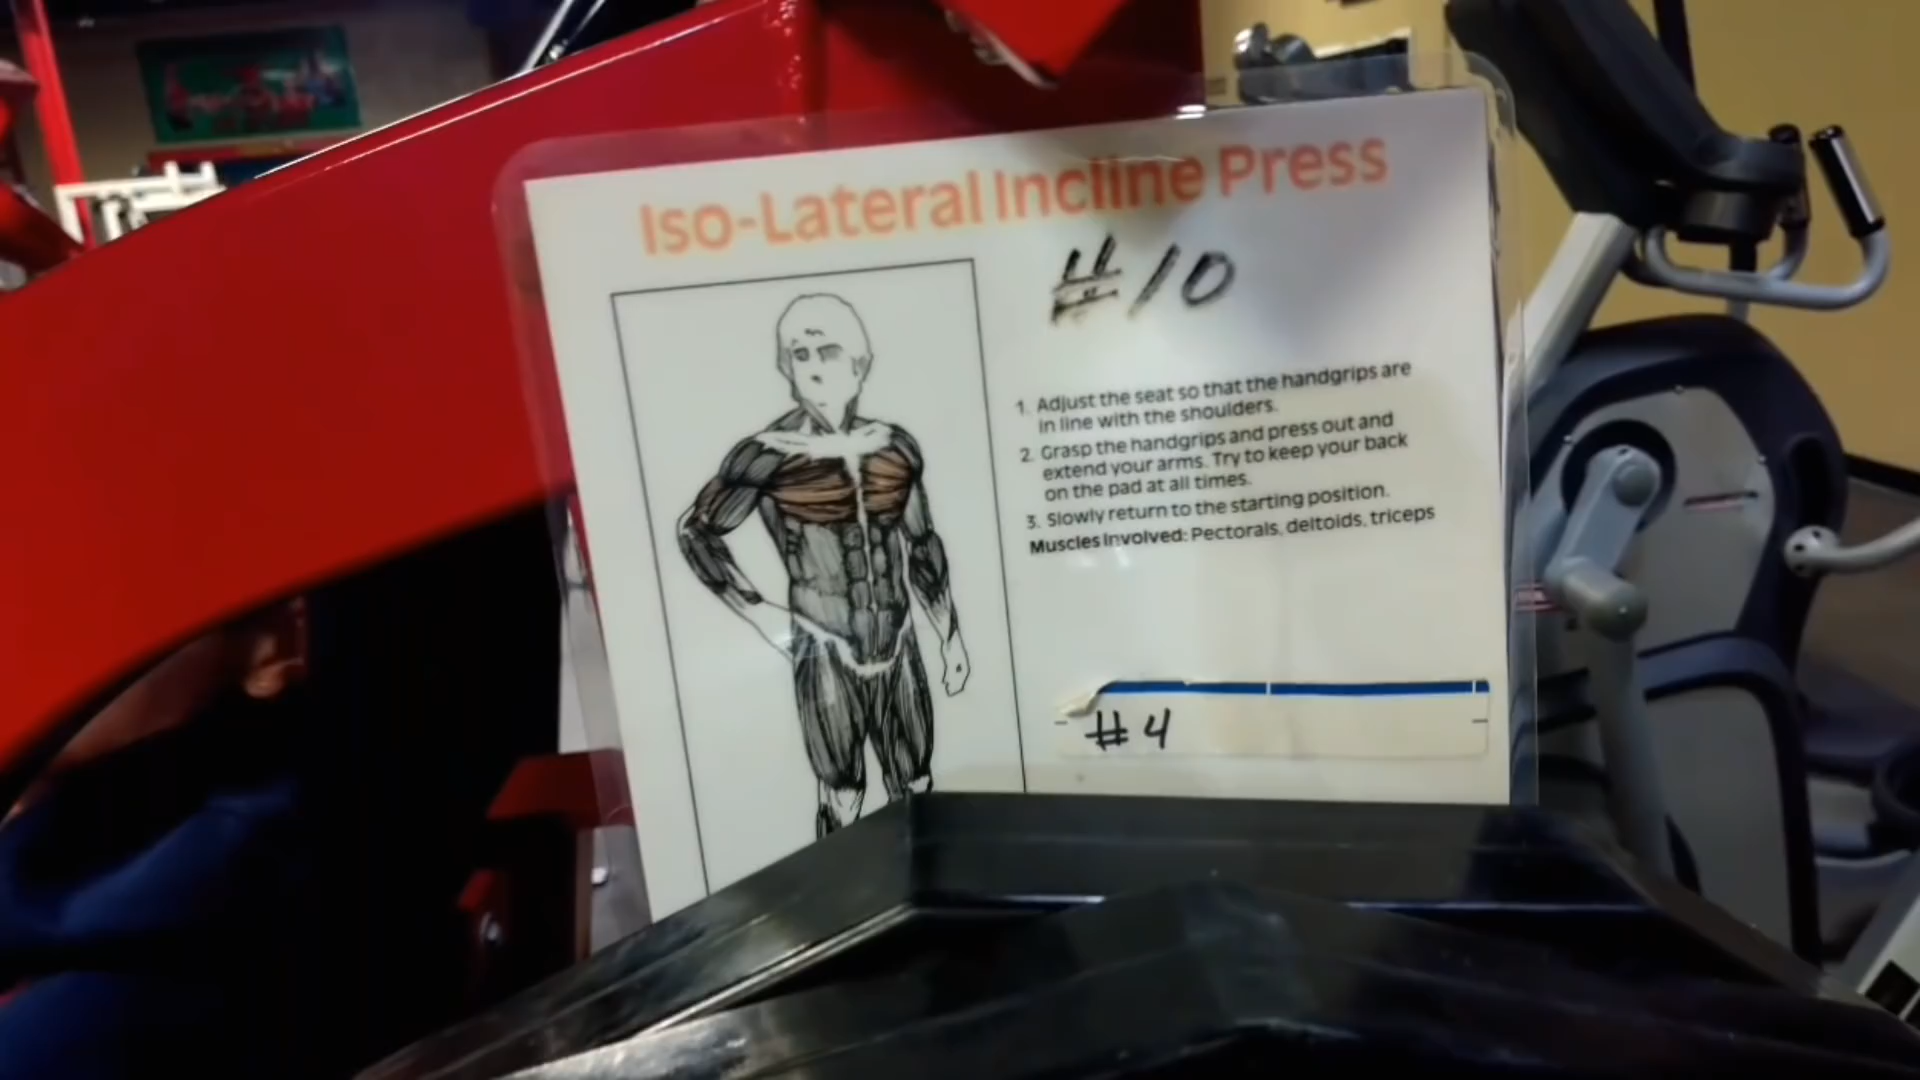 Iso-Lateral Incline Press
#10
1. Adjust the seat so that the handgrips are
in line with the shoulders.
2. Grasp the handgrips and press out and
extend your arms. Try to keep your back
on the pad at all times.
3. Slowly return to the starting position.
Muscles Involved: Pectorals, deltoids, triceps
#4